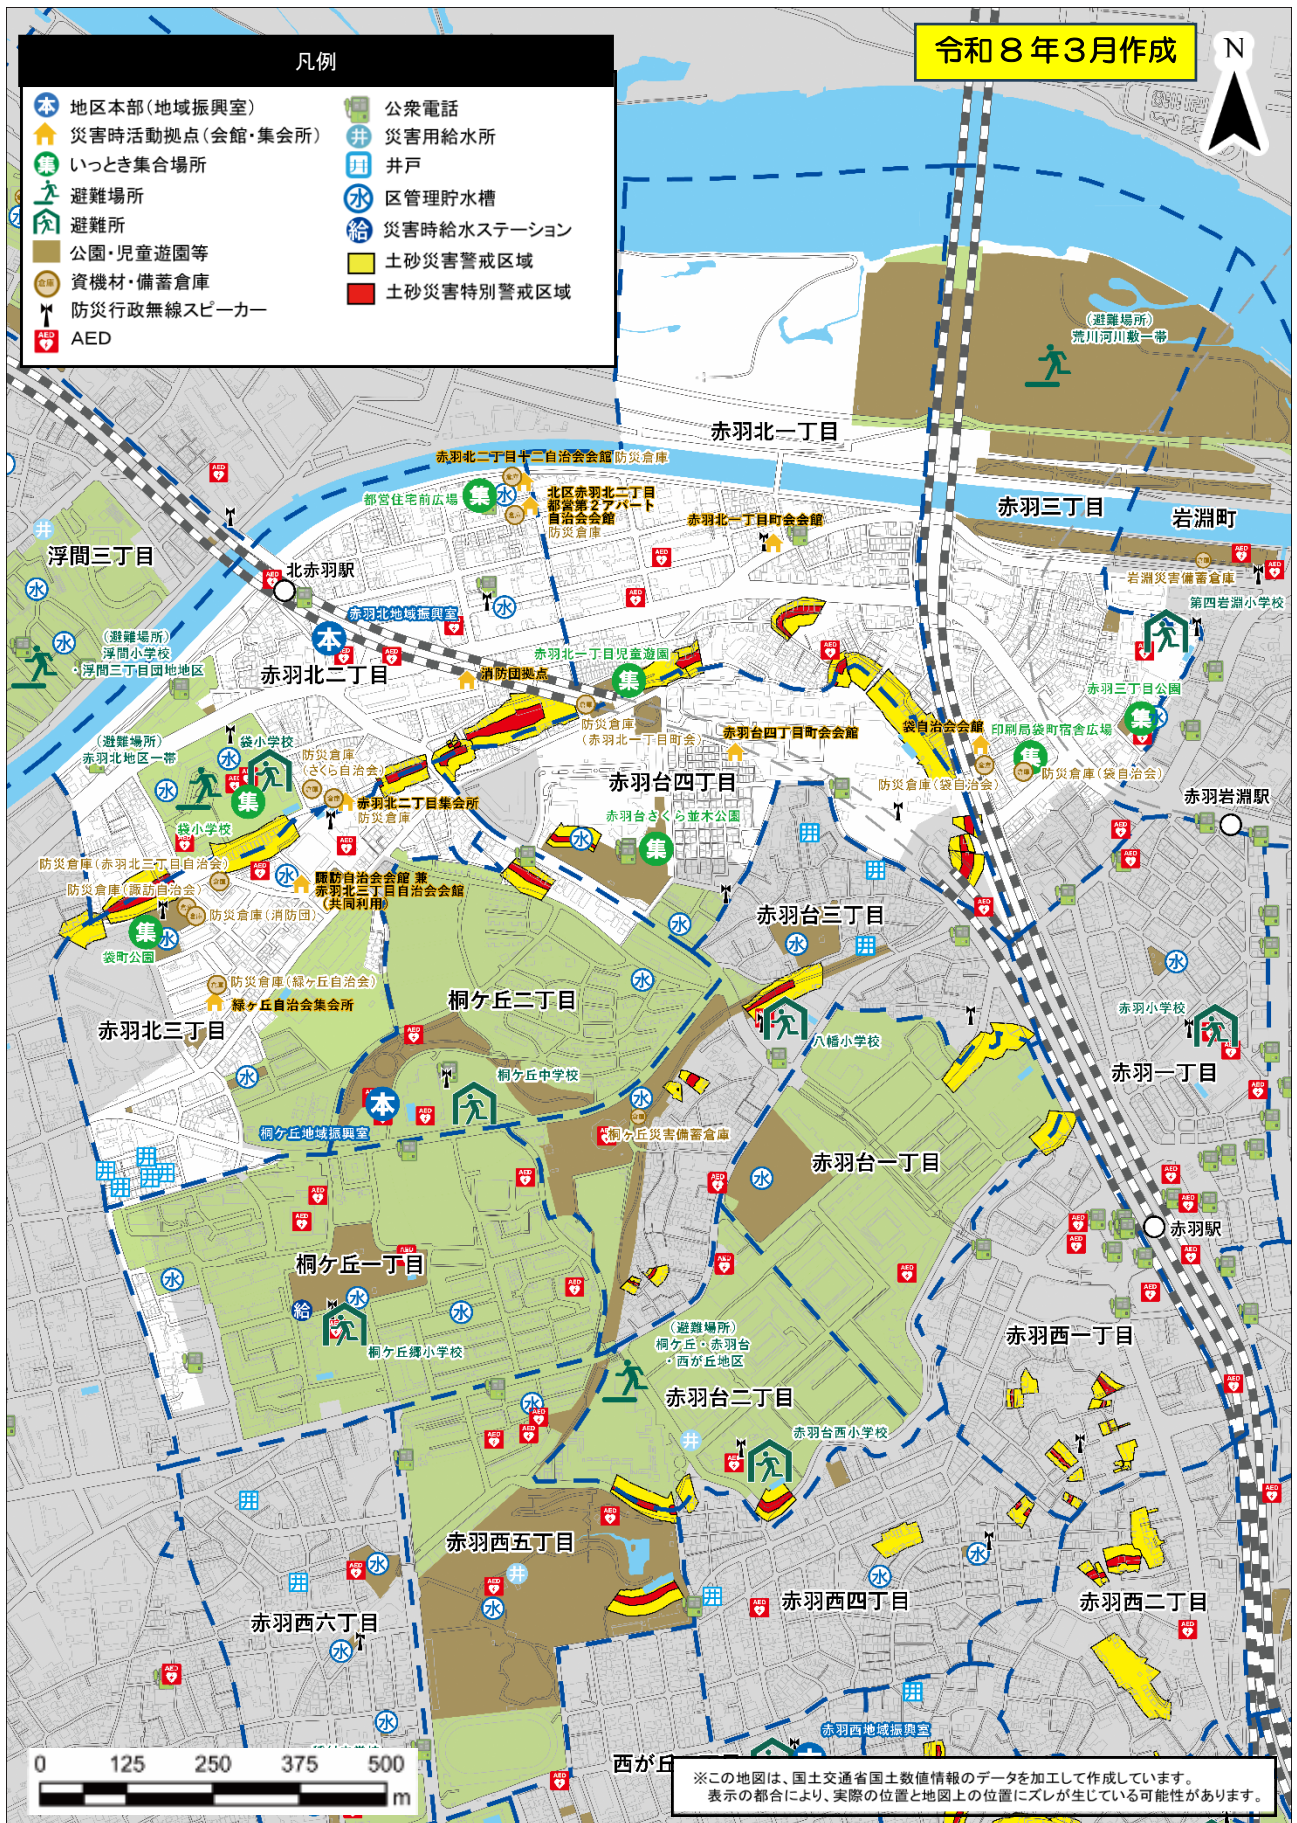 令和８年３月作成
N
凡例
本 地区本部(地域振興室)
災害時活動拠点(会館・集会所)
集 いっとき集合場所
避難場所
避難所
公園・児童遊園等
倉庫 資機材・備蓄倉庫
防災行政無線スピーカー
AED AED
公衆電話
井 災害用給水所
井戸
水 区管理貯水槽
給 災害時給水ステーション
土砂災害警戒区域
土砂災害特別警戒区域
(避難場所)
荒川河川敷一帯
赤羽北一丁目
赤羽北二丁目十二自治会会館
防災倉庫
都営住宅前広場
北区赤羽北二丁目
都営第２アパート
自治会会館
防災倉庫
赤羽北一丁目町会会館
赤羽三丁目
岩淵町
浮間三丁目
北赤羽駅
岩淵災害備蓄倉庫
第四岩淵小学校
赤羽北地域振興室
(避難場所)
浮間小学校
・浮間三丁目団地地区
赤羽北二丁目
赤羽北一丁目児童遊園
消防団拠点
赤羽三丁目公園
防災倉庫
(赤羽北一丁目町会)
赤羽台四丁目町会会館
袋自治会会館
印刷局袋町宿舎広場
(避難場所)
赤羽北地区一帯
袋小学校
防災倉庫
(さくら自治会)
防災倉庫(袋自治会)
防災倉庫(袋自治会)
赤羽台四丁目
赤羽岩淵駅
赤羽北二丁目集会所
防災倉庫
赤羽台さくら並木公園
袋小学校
防災倉庫(赤羽北三丁目自治会)
諏訪自治会会館 兼
赤羽北三丁目自治会会館
(共同利用)
防災倉庫(諏訪自治会)
防災倉庫(消防団)
赤羽台三丁目
袋町公園
防災倉庫(緑ヶ丘自治会)
緑ヶ丘自治会集会所
桐ケ丘二丁目
赤羽北三丁目
赤羽小学校
八幡小学校
桐ケ丘中学校
赤羽一丁目
桐ケ丘地域振興室
桐ヶ丘災害備蓄倉庫
赤羽台一丁目
赤羽駅
桐ケ丘一丁目
桐ケ丘郷小学校
(避難場所)
桐ケ丘・赤羽台
・西が丘地区
赤羽西一丁目
赤羽台二丁目
赤羽台西小学校
赤羽西五丁目
赤羽西四丁目
赤羽西二丁目
赤羽西六丁目
赤羽西地域振興室
西が丘
0 125 250 375 500
m
※この地図は、国土交通省国土数値情報のデータを加工して作成しています。
表示の都合により、実際の位置と地図上の位置にズレが生じている可能性があります。